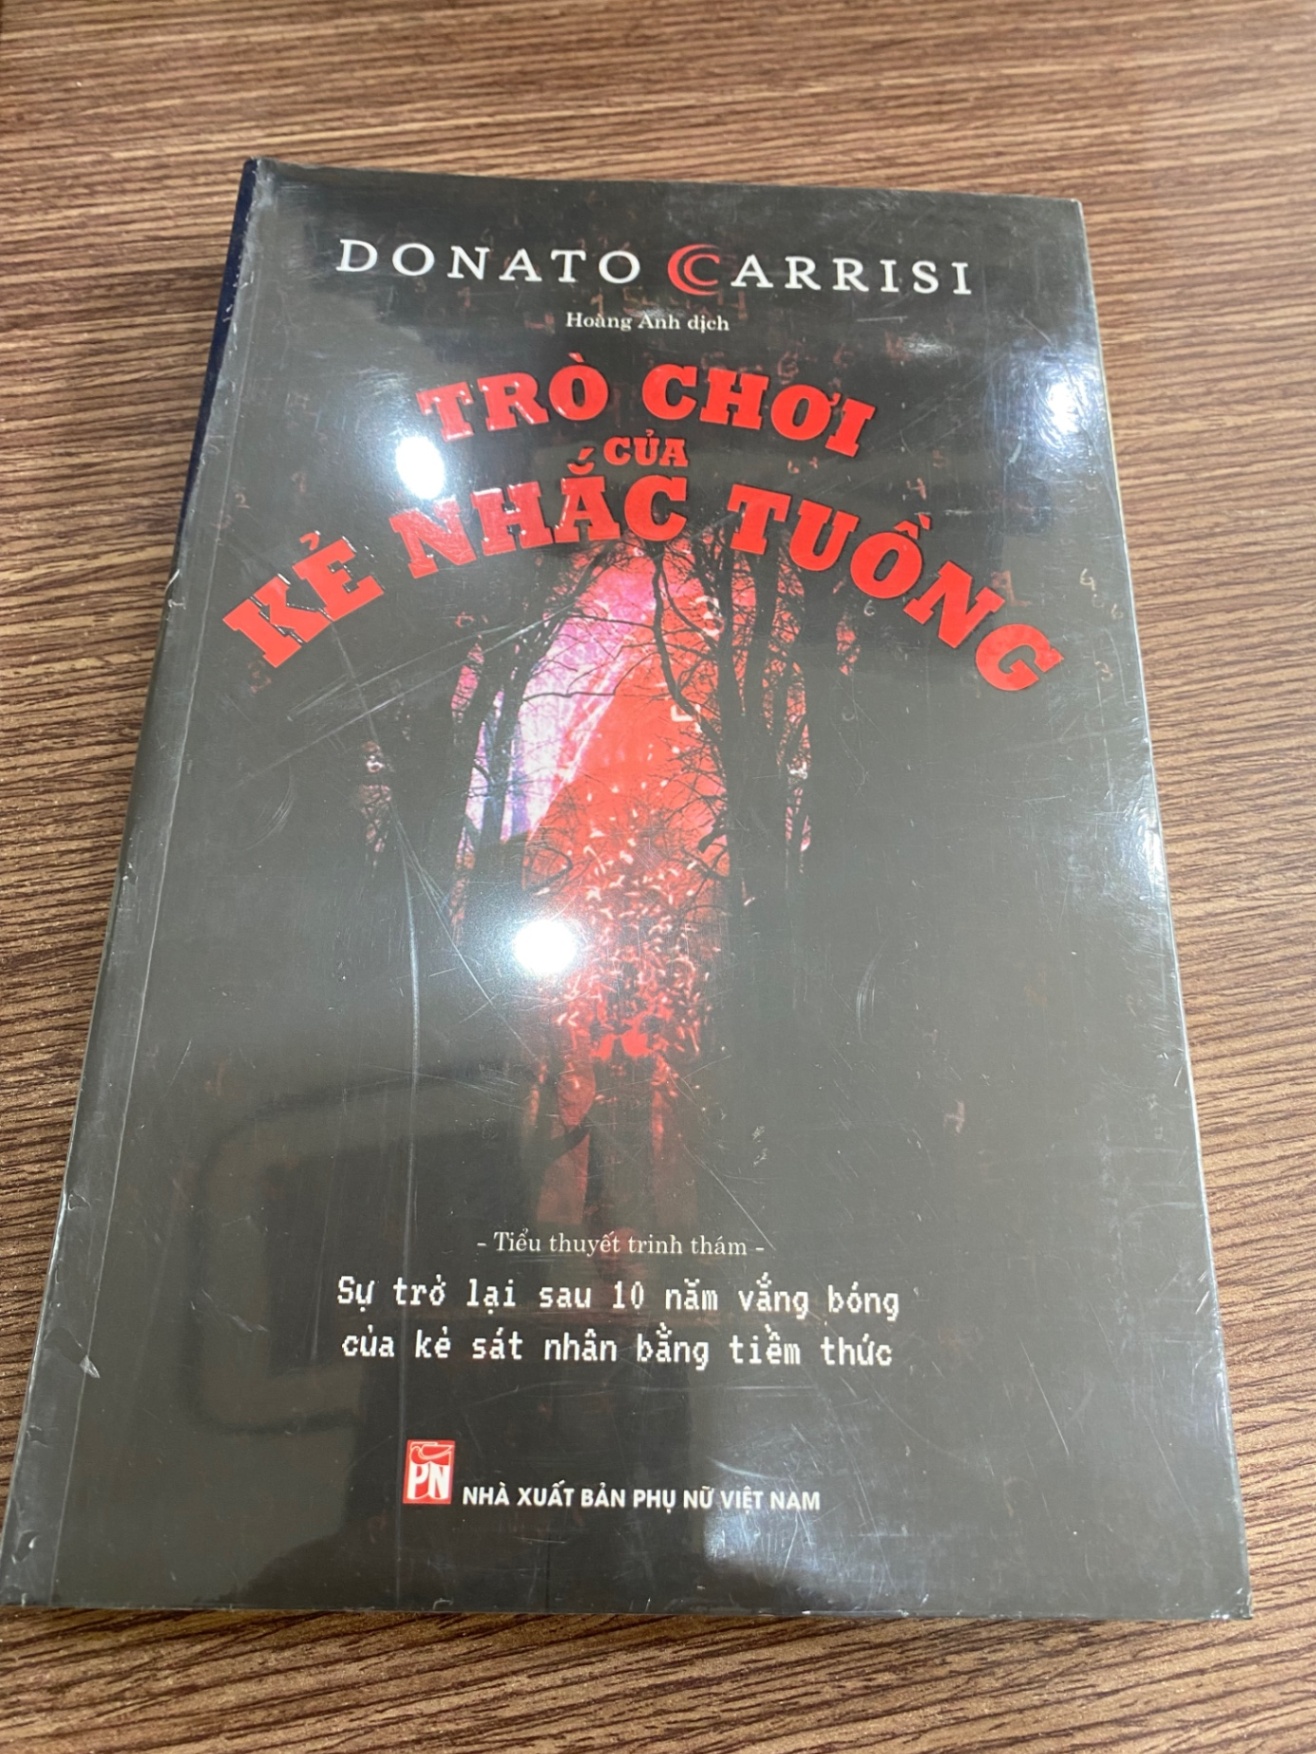 DONATO CARRISI
Hoàng Anh dịch
TRÒ CHƠI
CỦA
KẺ NHẮC TUỒNG
- Tiểu thuyết trinh thám -
Sự trở lại sau 10 năm vắng bóng
của kẻ sát nhân bằng tiềm thức
PN NHÀ XUẤT BẢN PHỤ NỮ VIỆT NAM